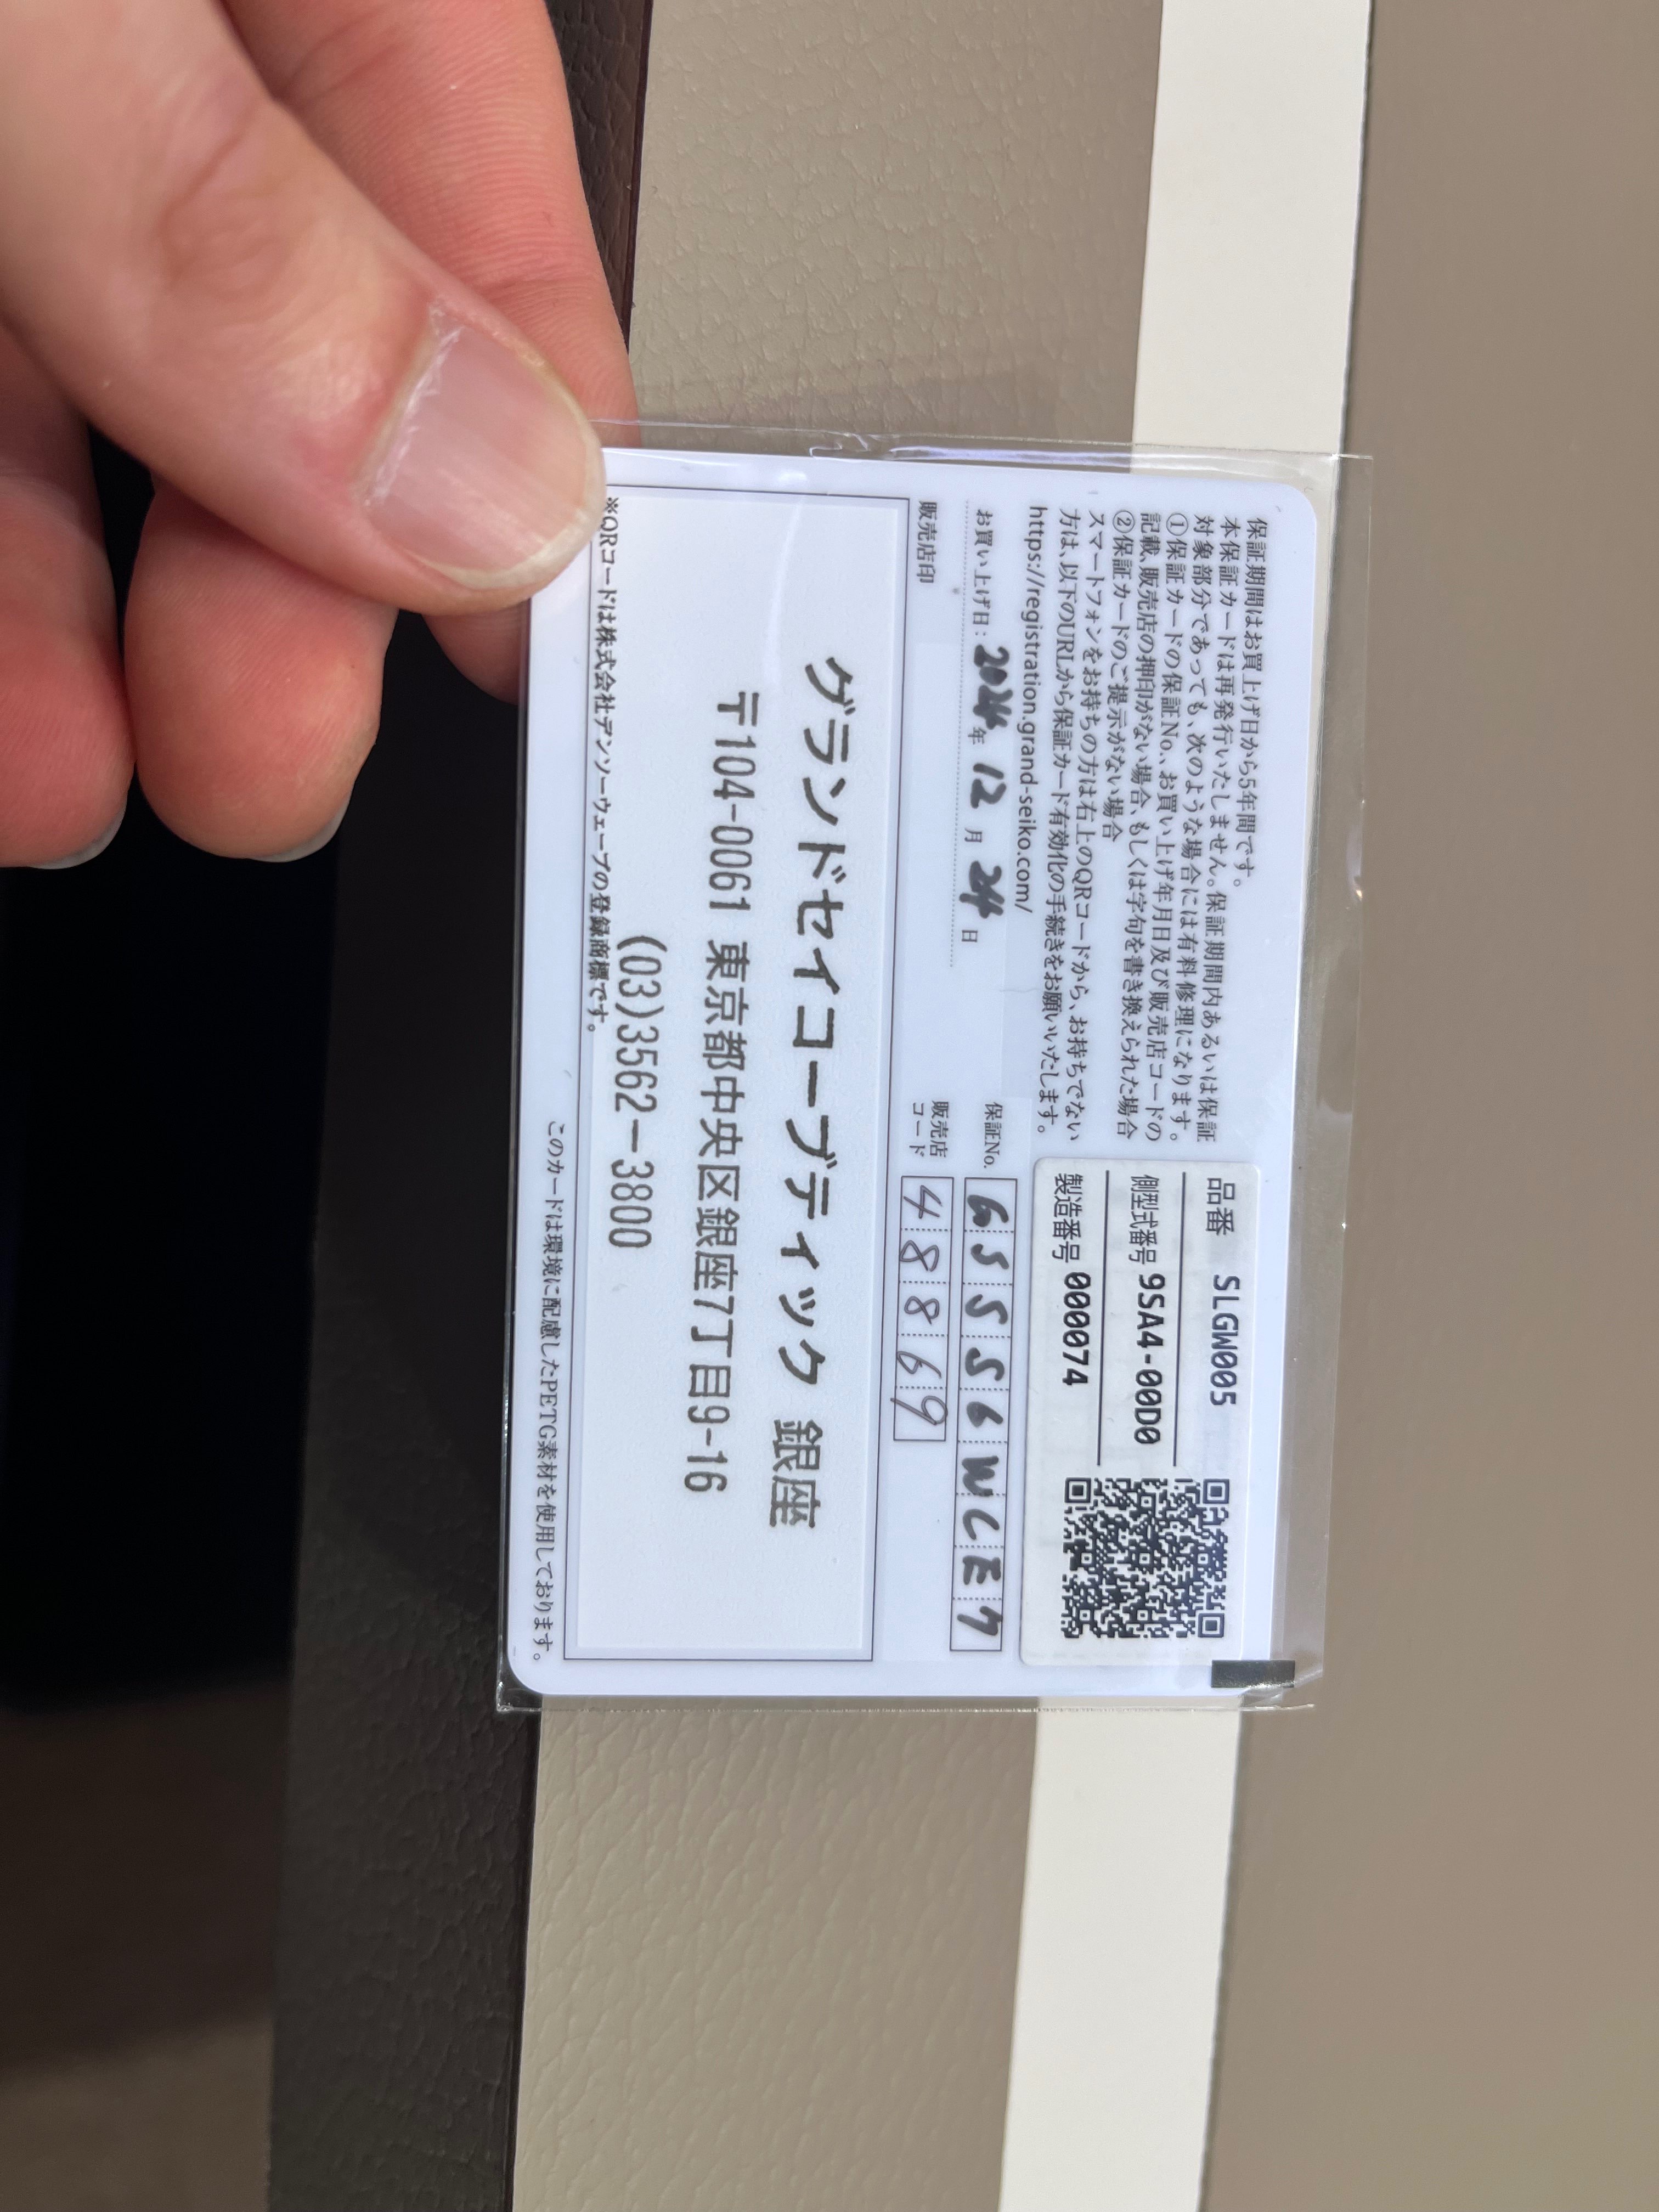 保証期間はお買上げ日から5年間です。
本保証カードは再発行いたしません。保証期間内あるいは保証
対象部分であっても、次のような場合には有料修理になります。
①保証カードの保証No.、お買い上げ年月日及び販売店コードの
記載、販売店の押印がない場合、もしくは字句を書き換えられた場合
②保証カードのご提示がない場合
スマートフォンをお持ちの方は右上のQRコードから、お持ちでない
方は、以下のURLから保証カード有効化の手続きをお願いいたします。
https://registration.grand-seiko.com/
品番 SLGW005
側型式番号 9SA4-00D0
製造番号 000074
お買い上げ日: 2024年 12月 24日
保証No. GSSS6WCE7
販売店印
販売店
コード
48869
グランドセイコーブティック 銀座
〒104-0061 東京都中央区銀座7丁目9-16
(03)3562-3800
※QRコードは株式会社デンソーウェーブの登録商標です。
このカードは環境に配慮したPETG素材を使用しております。